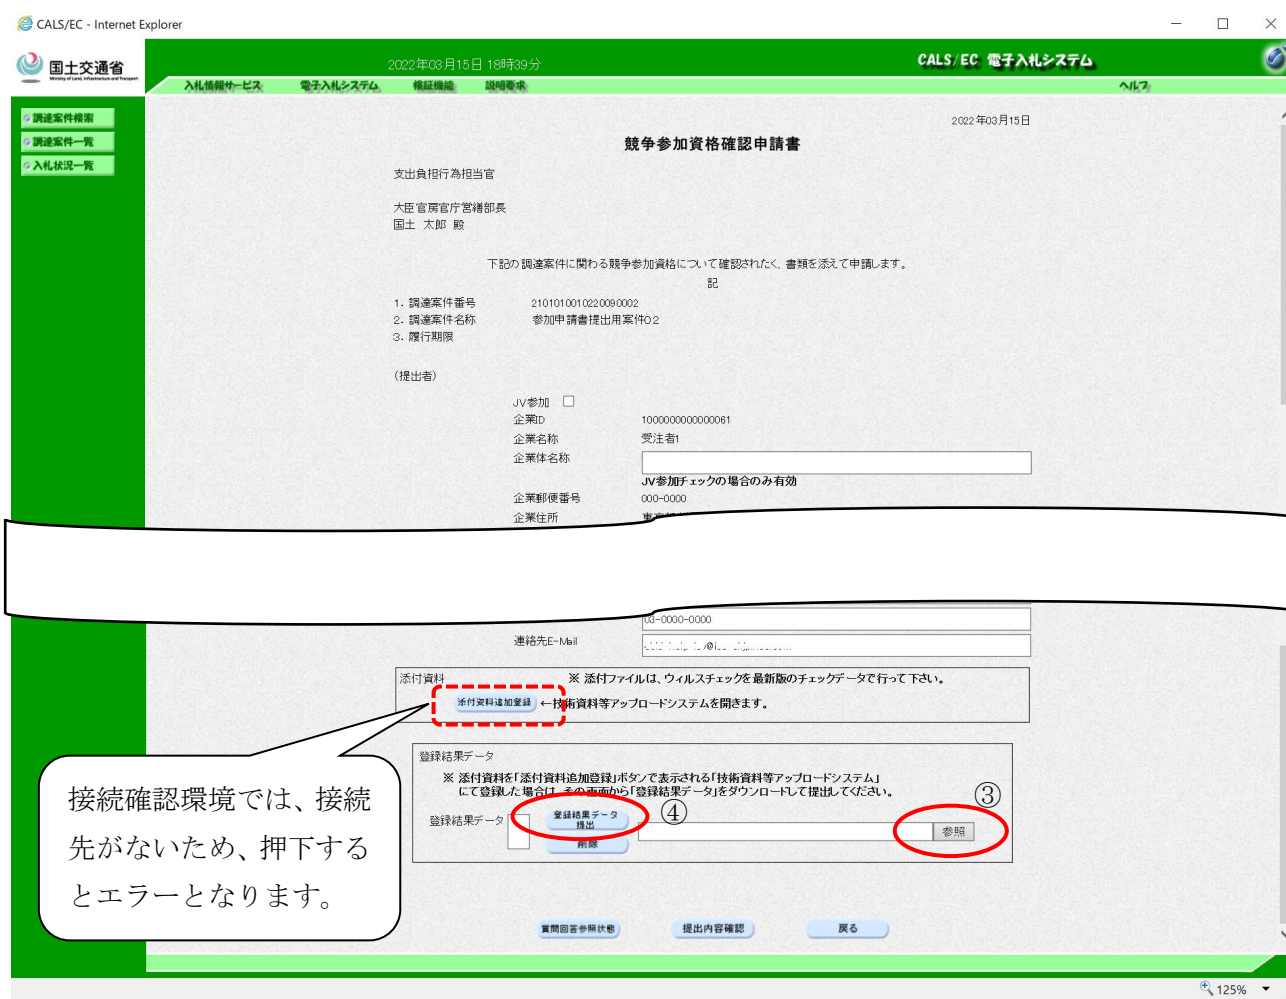 CALS/EC - Internet Explorer
国土交通省
Ministry of Land, Infrastructure and Transport
2022年03月15日 18時39分
CALS/EC 電子入札システム
入札情報サービス 電子入札システム 検証機能 説明要求 ヘルプ
調達案件検索
調達案件一覧
入札状況一覧
2022年03月15日
競争参加資格確認申請書
支出負担行為担当官
大臣官房官庁営繕部長
国土 太郎 殿
下記の調達案件に関わる競争参加資格について確認されたく、書類を添えて申請します。
記
1. 調達案件番号 2101010010220090002
2. 調達案件名称 参加申請書提出用案件02
3. 履行期限
(提出者)
JV参加
企業ID 1000000000000061
企業名称 受注者1
企業体名称
JV参加チェックの場合のみ有効
企業郵便番号 000-0000
企業住所
03-0000-0000
連絡先E-Mail
添付資料 ※ 添付ファイルは、ウィルスチェックを最新版のチェックデータで行って下さい。
添付資料追加登録 ←技術資料等アップロードシステムを開きます。
登録結果データ
※ 添付資料を「添付資料追加登録」ボタンで表示される「技術資料等アップロードシステム」
にて登録した場合は、その画面から「登録結果データ」をダウンロードして提出してください。
③
登録結果データ 登録結果データ提出 ④ 参照
削除
接続確認環境では、接続
先がないため、押下する
とエラーとなります。
質問回答参照状態 提出内容確認 戻る
125%